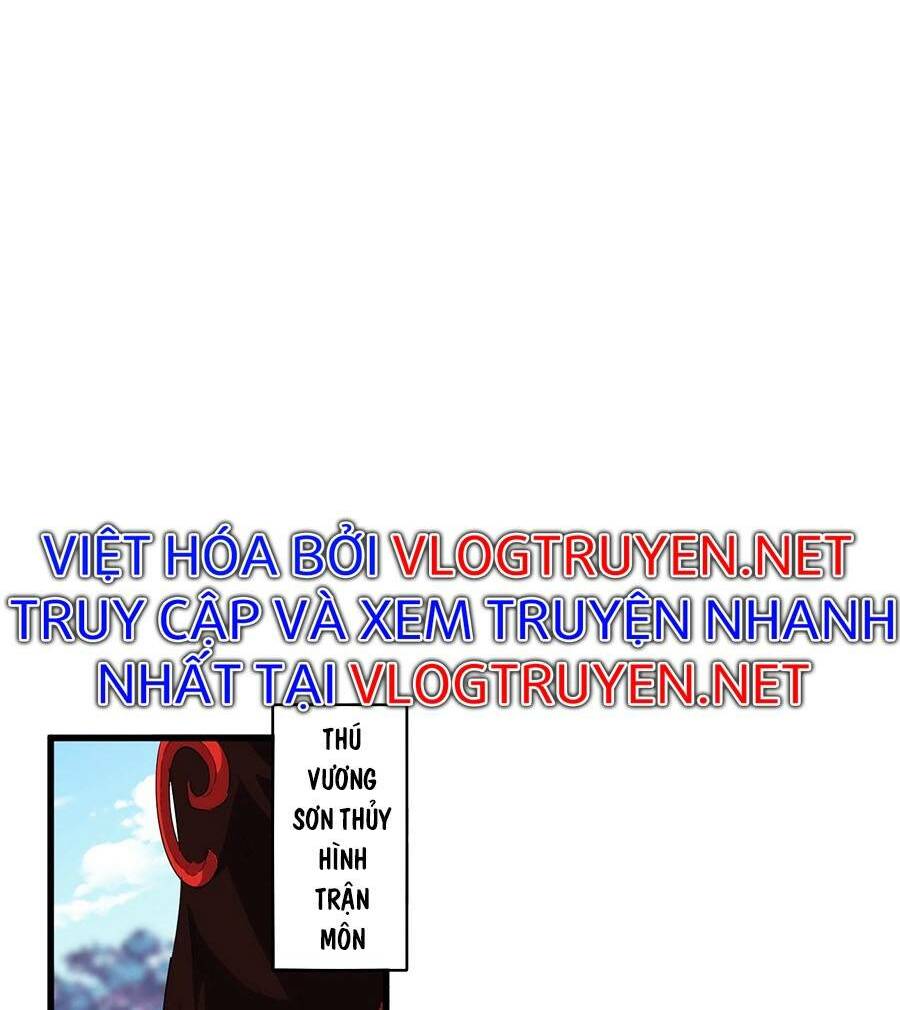 VIỆT HÓA BỞI VLOGTRUYEN.NET
TRUY CẬP VÀ XEM TRUYỆN NHANH
NHẤT TẠI VLOGTRUYEN.NET
THÚ
VƯƠNG
SƠN THỦY
HÌNH
TRẬN
MÔN